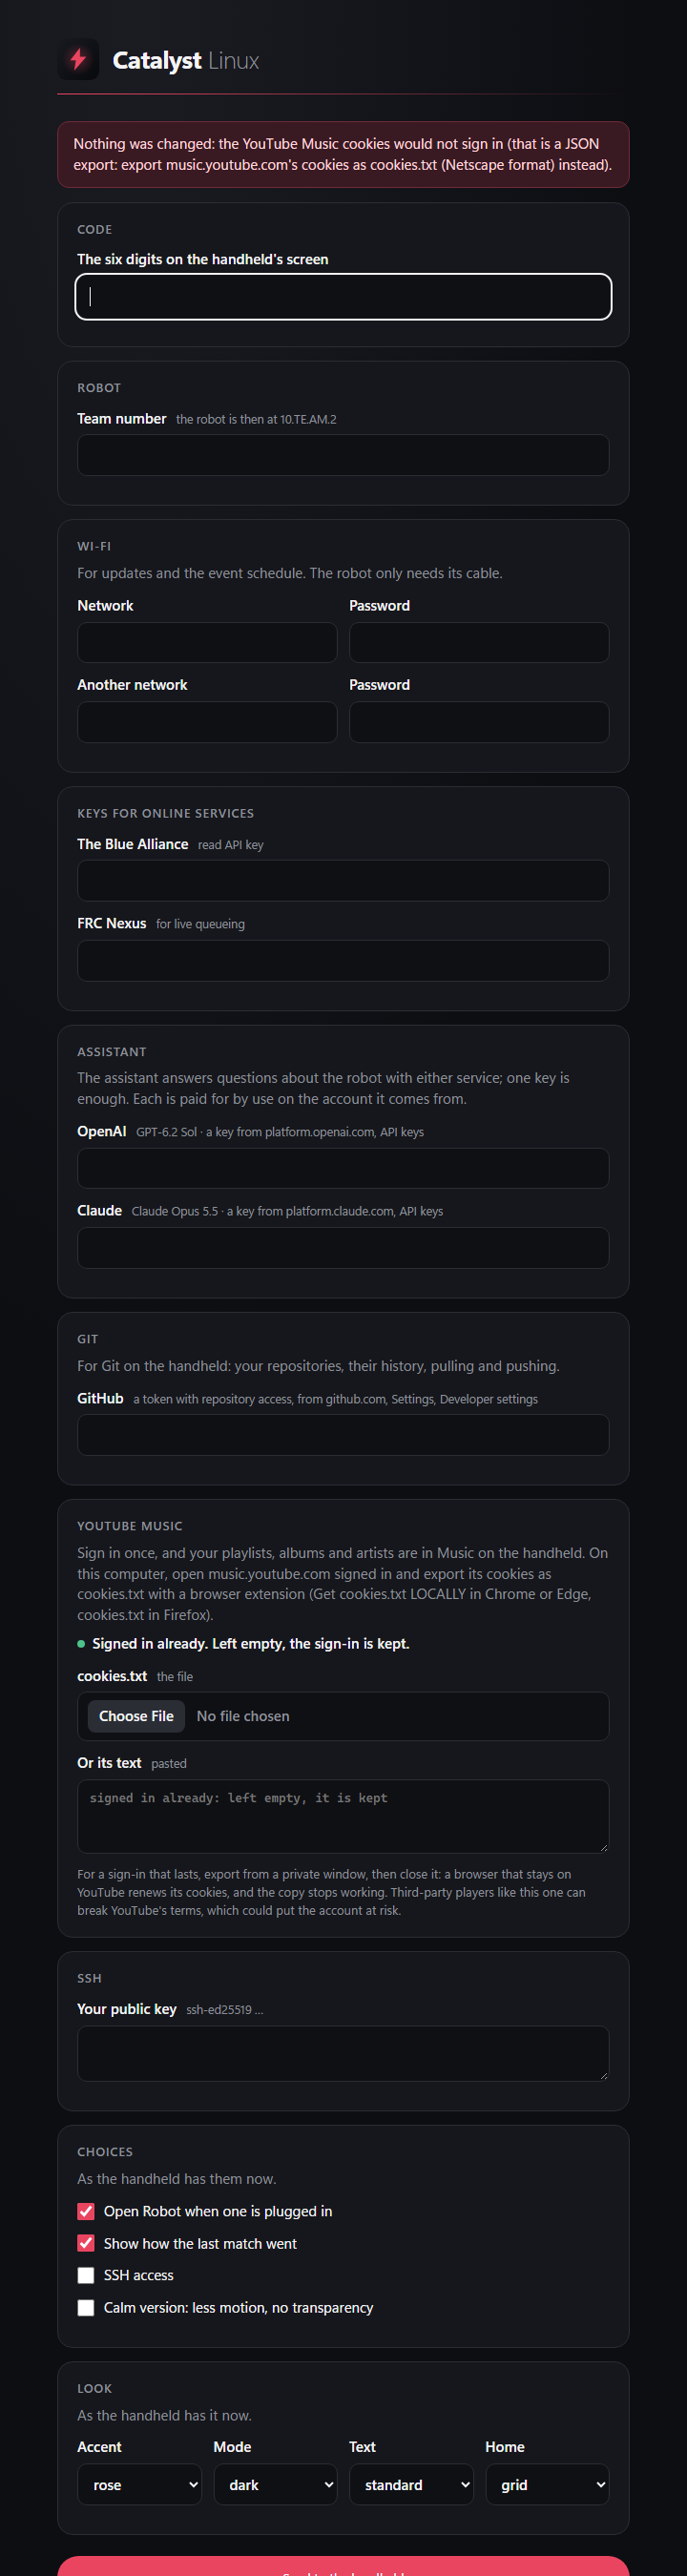 Catalyst Linux
Nothing was changed: the YouTube Music cookies would not sign in (that is a JSON
export: export music.youtube.com's cookies as cookies.txt (Netscape format) instead).
CODE
The six digits on the handheld's screen
ROBOT
Team number the robot is then at 10.TE.AM.2
WI-FI
For updates and the event schedule. The robot only needs its cable.
Network Password
Another network Password
KEYS FOR ONLINE SERVICES
The Blue Alliance read API key
FRC Nexus for live queueing
ASSISTANT
The assistant answers questions about the robot with either service; one key is
enough. Each is paid for by use on the account it comes from.
OpenAI GPT-6.2 Sol · a key from platform.openai.com, API keys
Claude Claude Opus 5.5 · a key from platform.claude.com, API keys
GIT
For Git on the handheld: your repositories, their history, pulling and pushing.
GitHub a token with repository access, from github.com, Settings, Developer settings
YOUTUBE MUSIC
Sign in once, and your playlists, albums and artists are in Music on the handheld. On
this computer, open music.youtube.com signed in and export its cookies as
cookies.txt with a browser extension (Get cookies.txt LOCALLY in Chrome or Edge,
cookies.txt in Firefox).
Signed in already. Left empty, the sign-in is kept.
cookies.txt the file
Choose File No file chosen
Or its text pasted
signed in already: left empty, it is kept
For a sign-in that lasts, export from a private window, then close it: a browser that stays on
YouTube renews its cookies, and the copy stops working. Third-party players like this one can
break YouTube's terms, which could put the account at risk.
SSH
Your public key ssh-ed25519 ...
CHOICES
As the handheld has them now.
Open Robot when one is plugged in
Show how the last match went
SSH access
Calm version: less motion, no transparency
LOOK
As the handheld has it now.
Accent Mode Text Home
rose dark standard grid